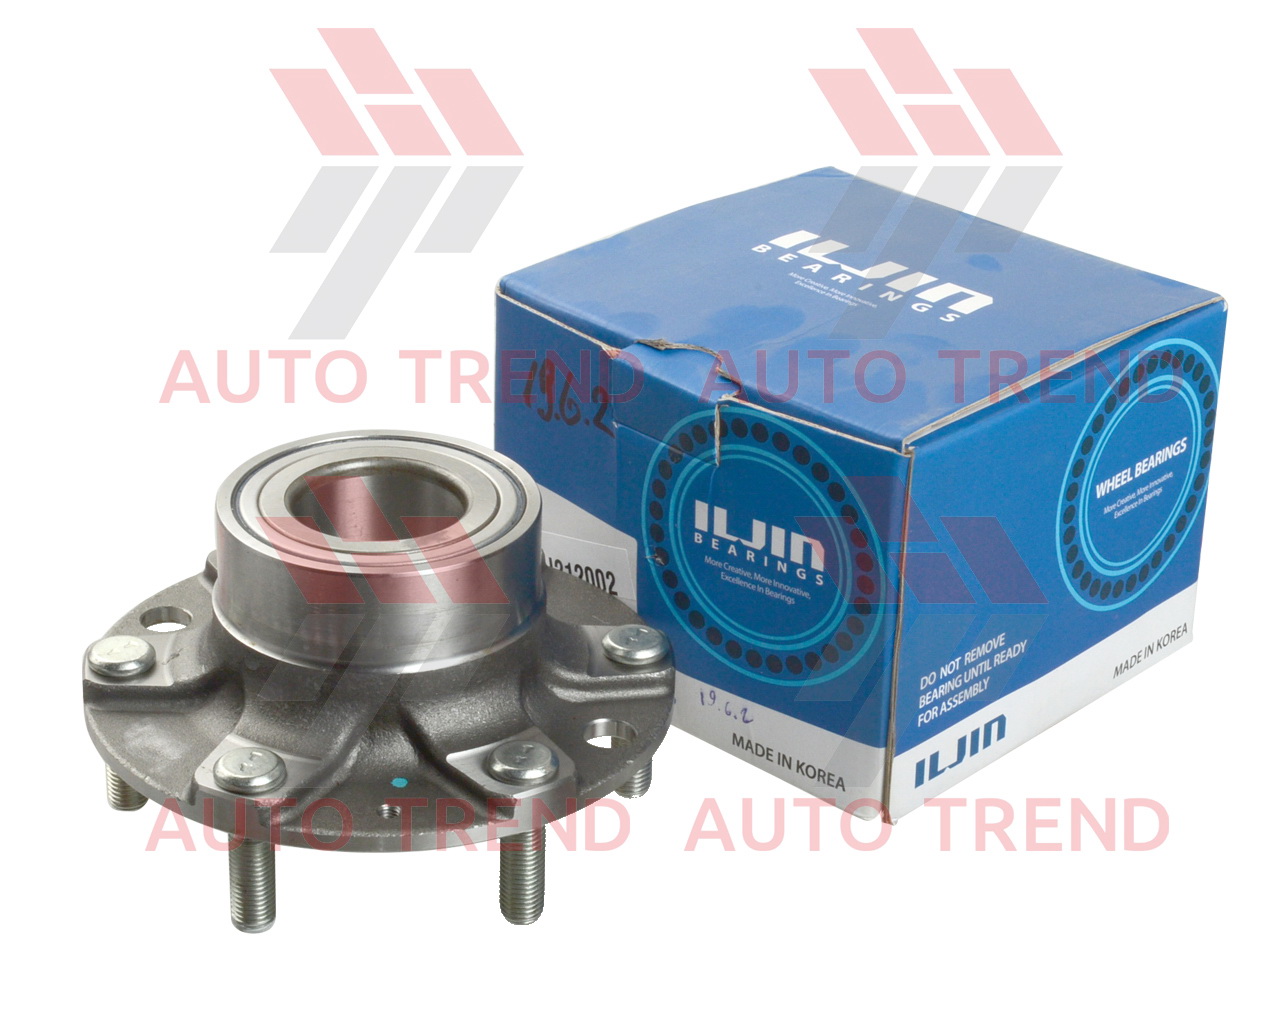 ILJIN
BEARINGS
More Creative, More Innovative,
Excellence in Bearings
AUTO TREND
AUTO TREND
19.6.2
WHEEL BEARINGS
More Creative, More Innovative,
Excellence in Bearings
ILJIN
BEARINGS
More Creative, More Innovative,
Excellence in Bearings
DO NOT REMOVE
BEARING UNTIL READY
FOR ASSEMBLY
MADE IN KOREA
19.6.2
MADE IN KOREA
ILJIN
AUTO TREND
AUTO TREND